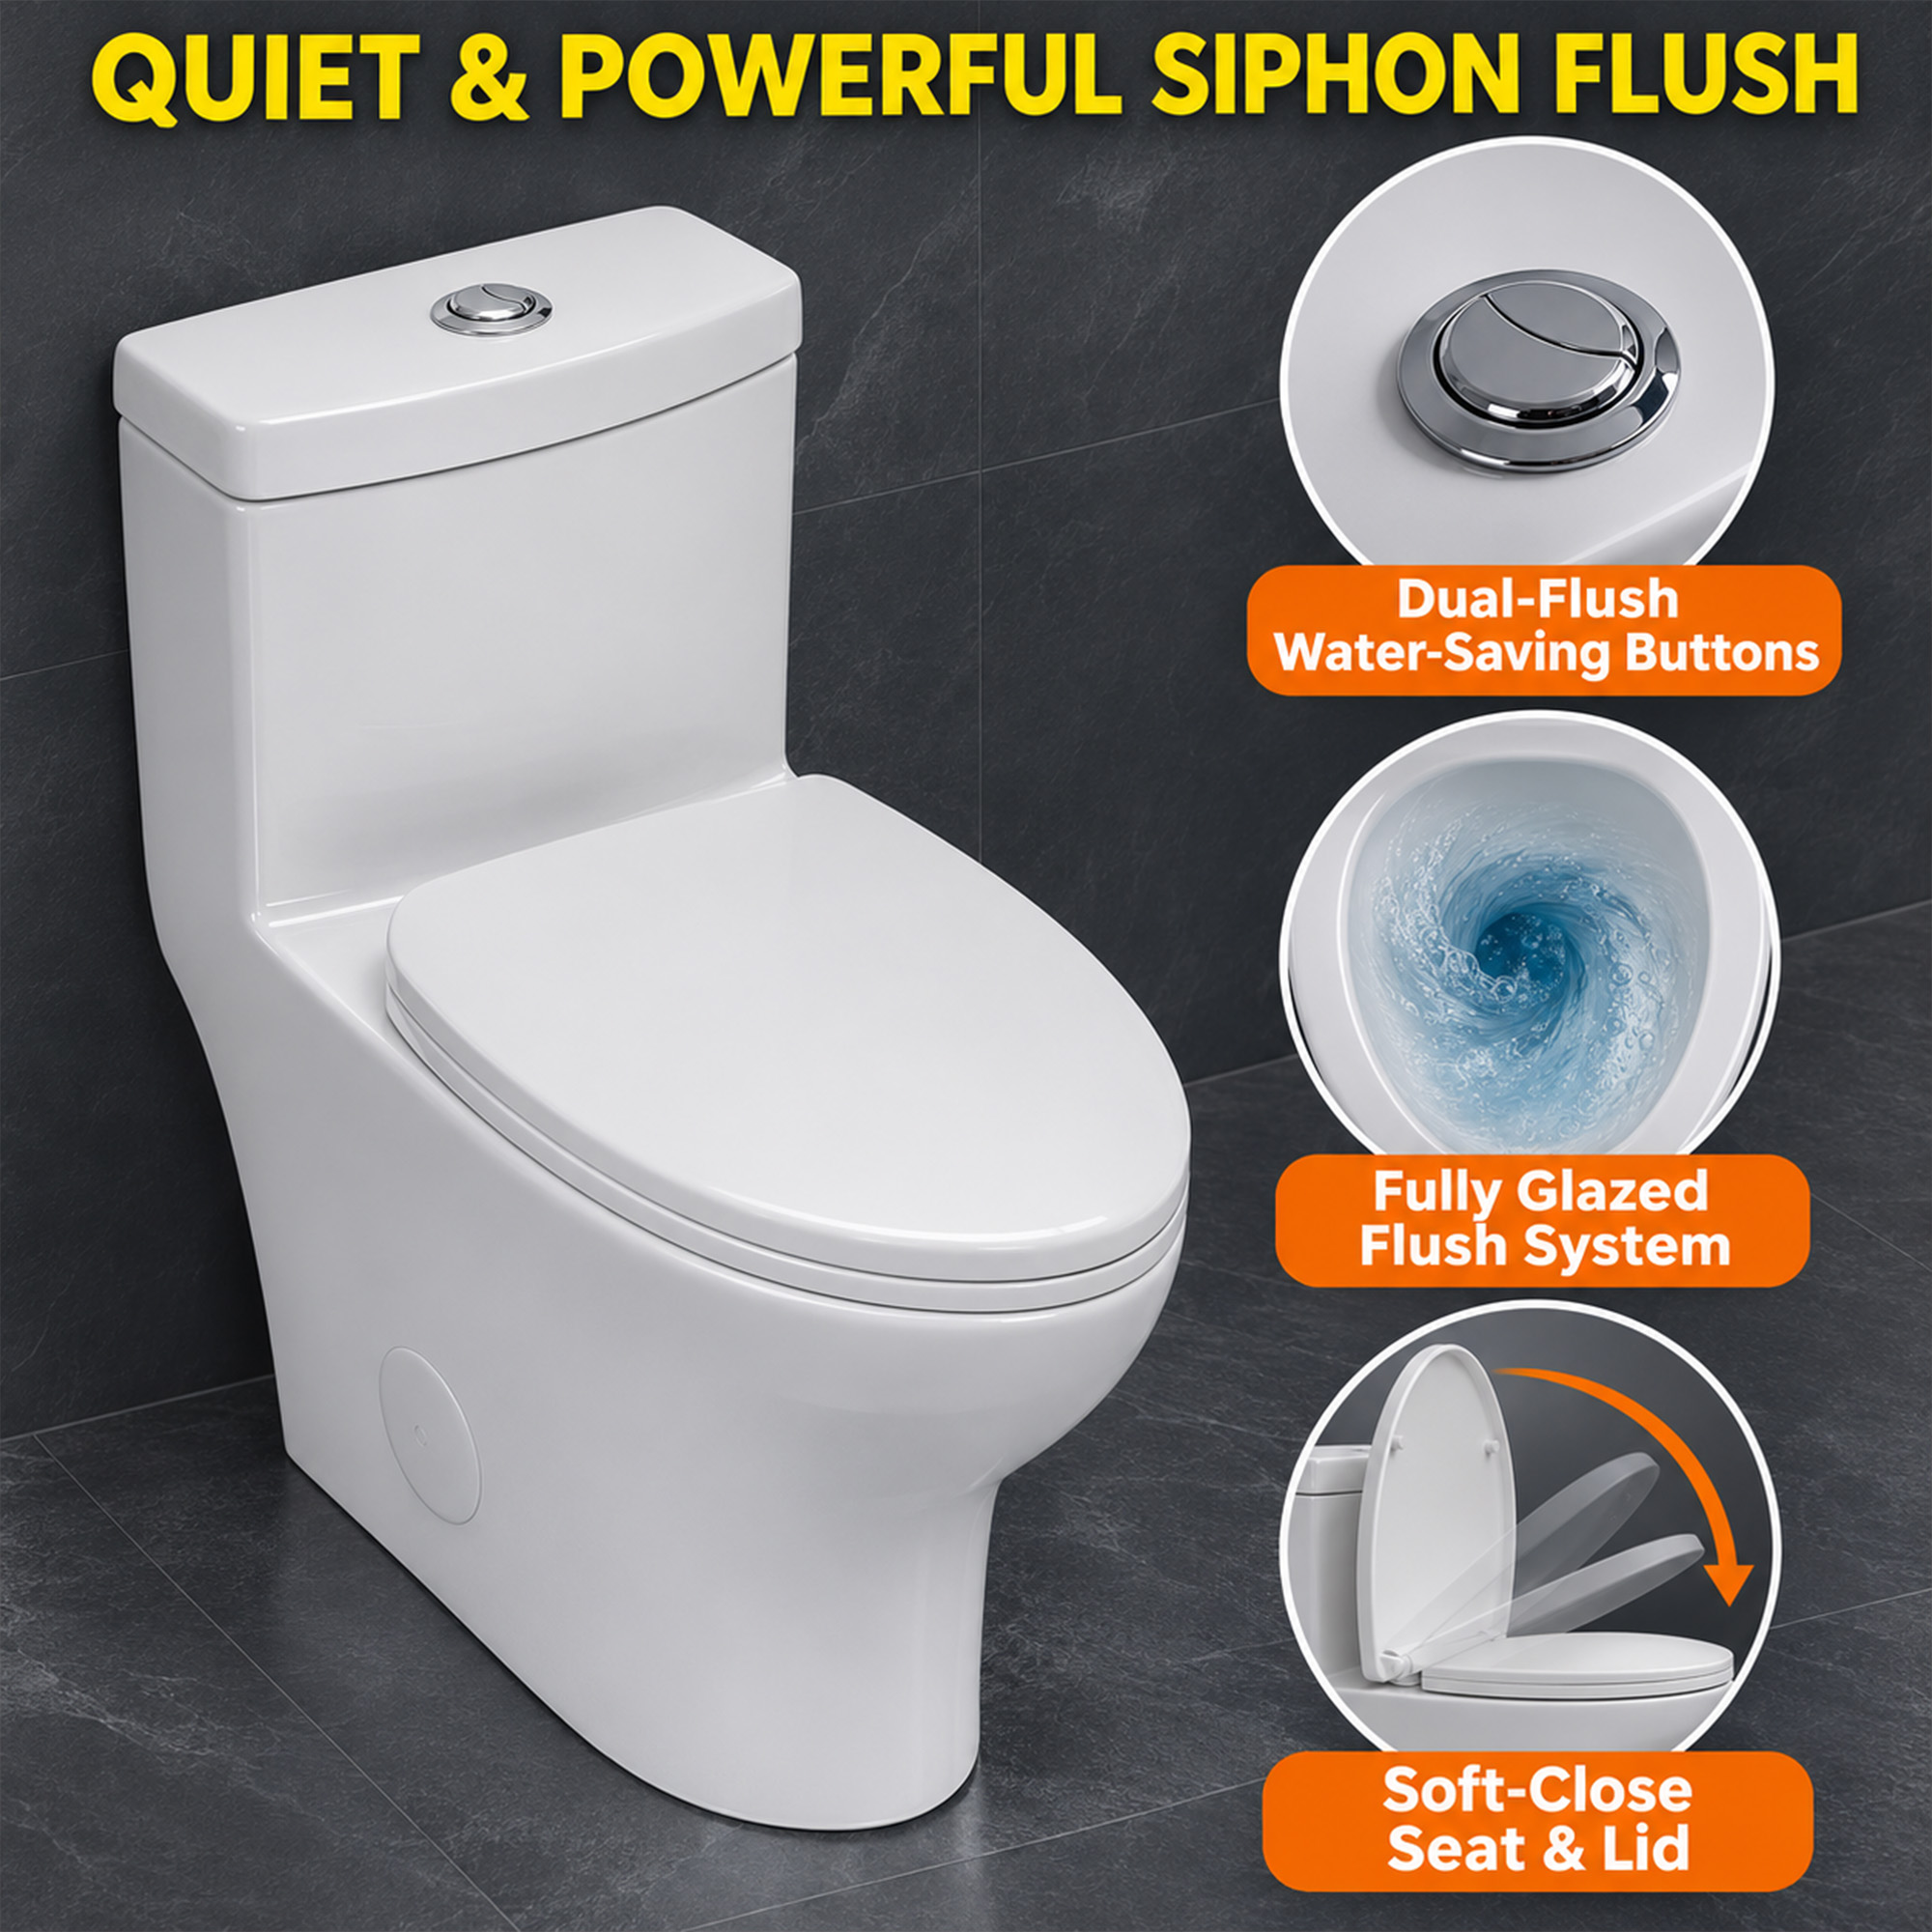 QUIET & POWERFUL SIPHON FLUSH
Dual-Flush
Water-Saving Buttons
Fully Glazed
Flush System
Soft-Close
Seat & Lid